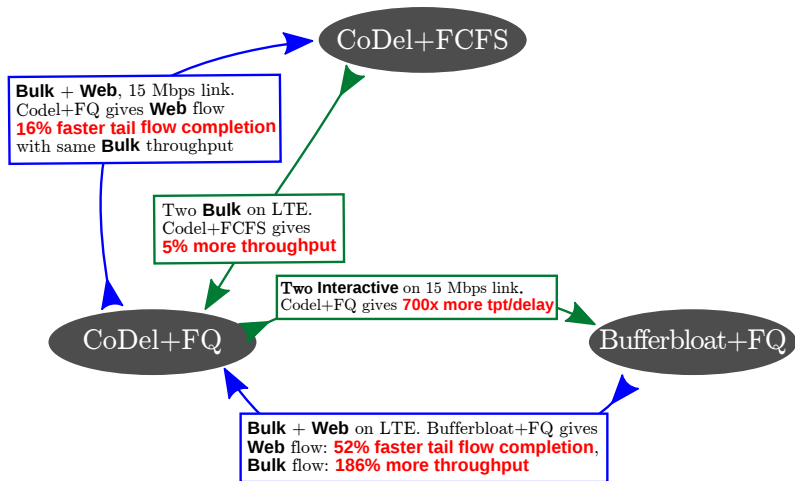 CoDel+FCFS
Bulk + Web, 15 Mbps link.
Codel+FQ gives Web flow
16% faster tail flow completion
with same Bulk throughput
Two Bulk on LTE.
Codel+FCFS gives
5% more throughput
Two Interactive on 15 Mbps link.
Codel+FQ gives 700x more tpt/delay
CoDel+FQ
Bufferbloat+FQ
Bulk + Web on LTE. Bufferbloat+FQ gives
Web flow: 52% faster tail flow completion,
Bulk flow: 186% more throughput